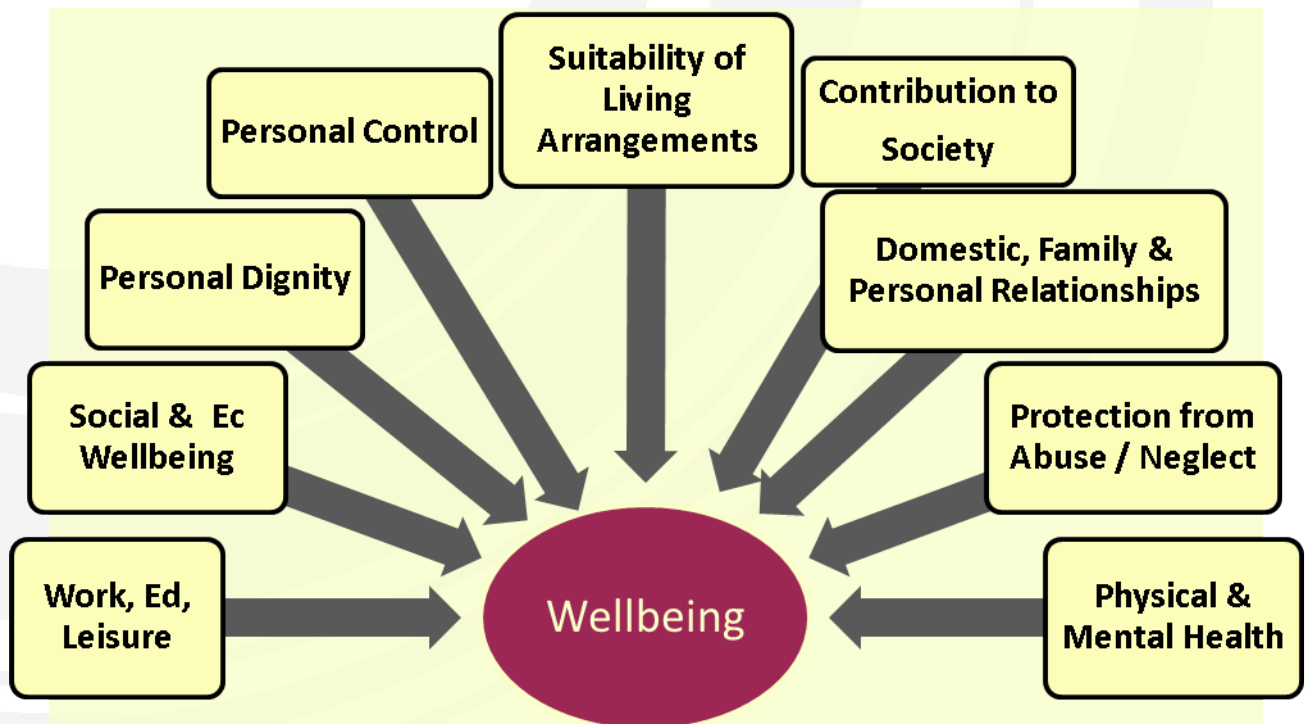 Suitability of
Living
Arrangements
Contribution to
Society
Personal Control
Domestic, Family &
Personal Relationships
Personal Dignity
Social &  Ec
Wellbeing
Protection from
Abuse / Neglect
Work, Ed,
Leisure
Physical &
Mental Health
Wellbeing